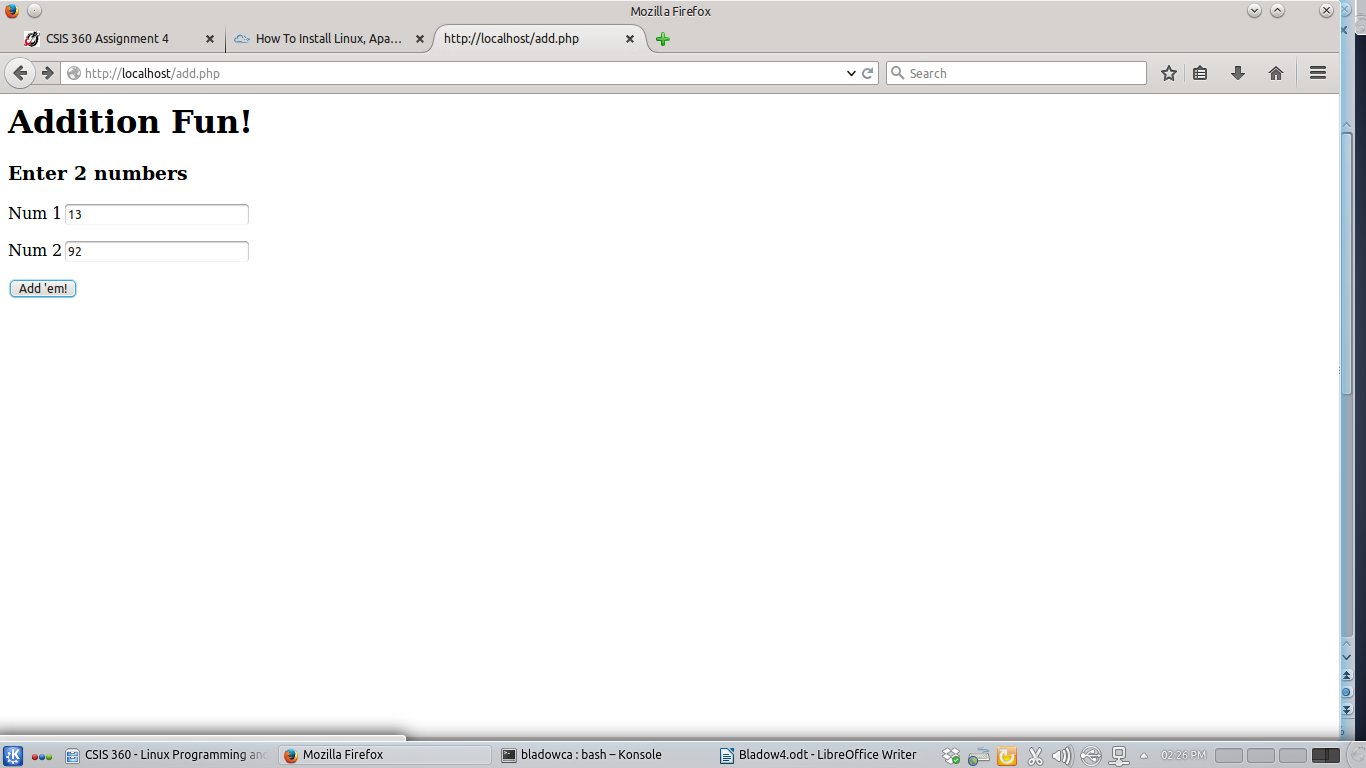 Mozilla Firefox
CSIS 360 Assignment 4
How To Install Linux, Apa...
http://localhost/add.php
http://localhost/add.php
Search
Addition Fun!
Enter 2 numbers
Num 1 13
Num 2 92
Add 'em!
CSIS 360 - Linux Programming and
Mozilla Firefox
bladowca : bash – Konsole
Bladow4.odt - LibreOffice Writer
02:26 PM